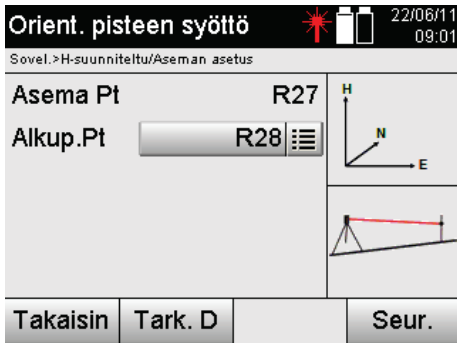 Orient. pisteen syöttö
22/06/11
09:01
Sovel.>H-suunniteltu/Aseman asetus
Asema Pt R27
Alkup.Pt R28
H
N
E
Takaisin Tark. D Seur.